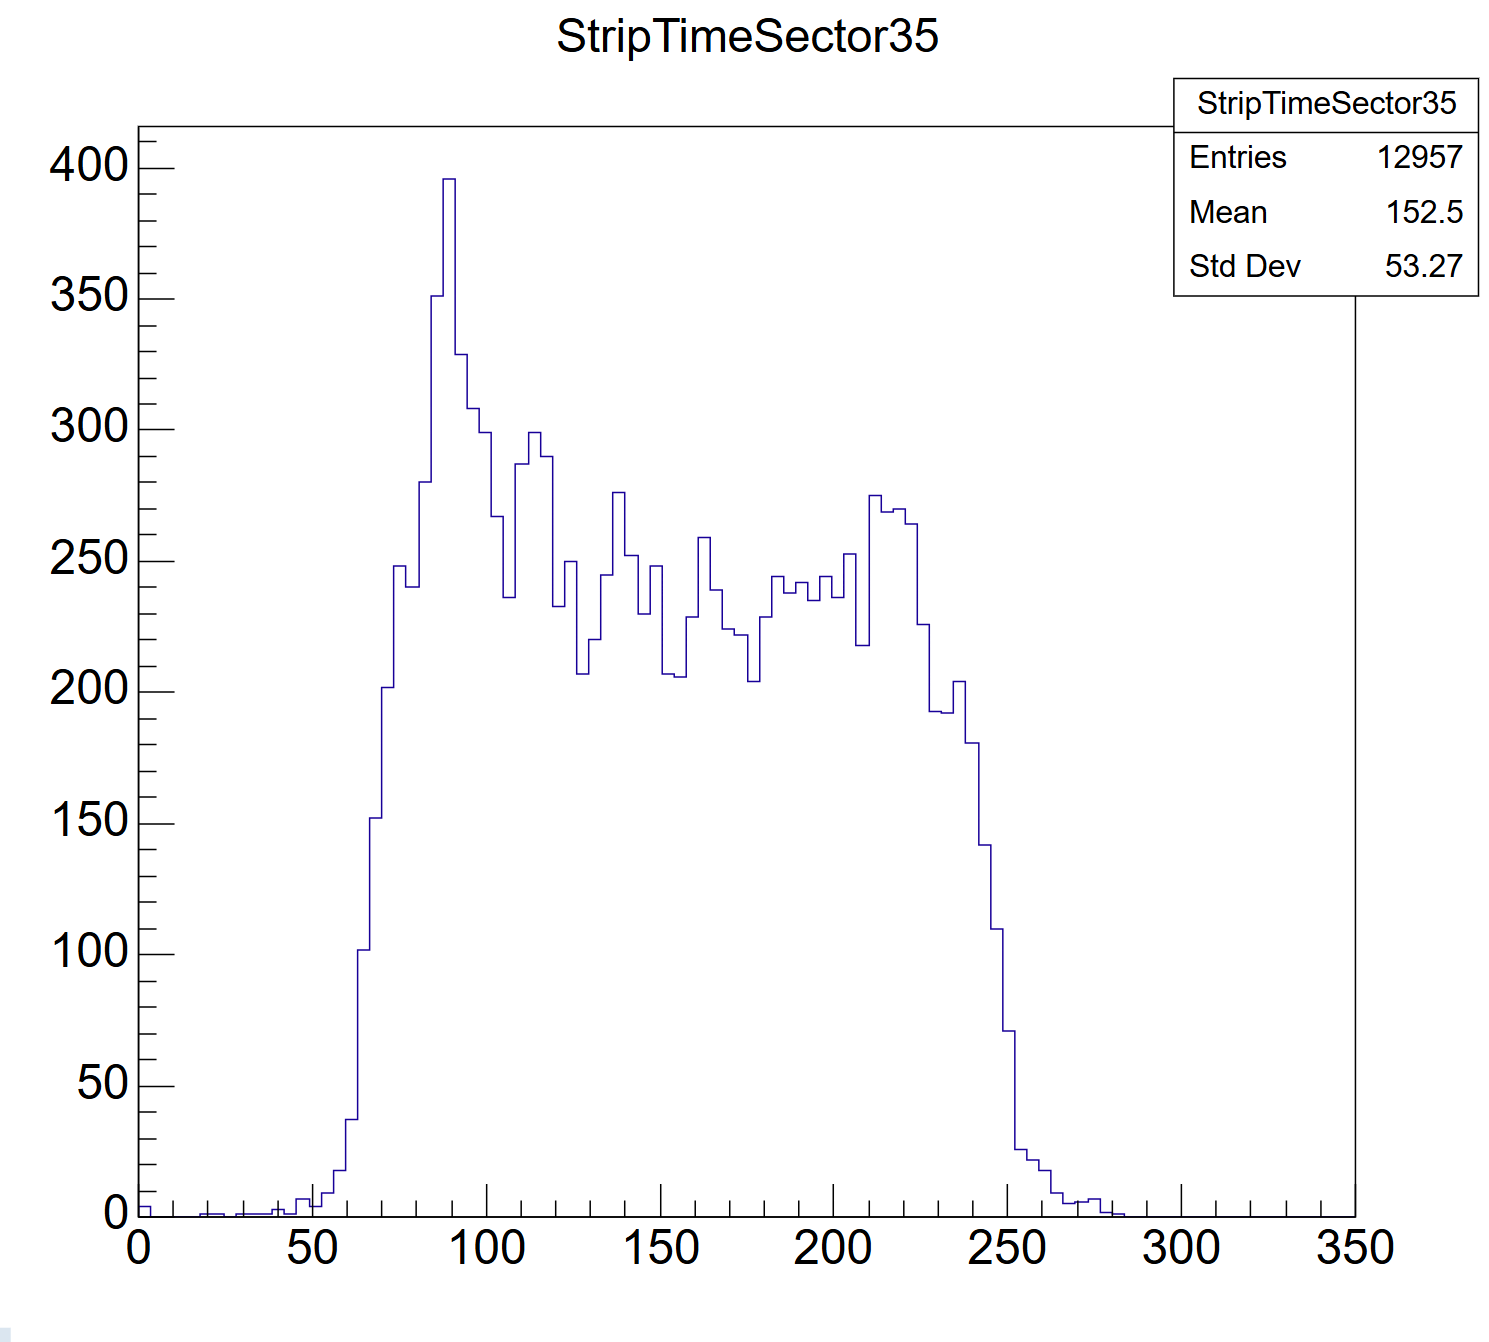 StripTimeSector35
StripTimeSector35
Entries 12957
Mean 152.5
Std Dev 53.27
400
350
300
250
200
150
100
50
0
0 50 100 150 200 250 300 350